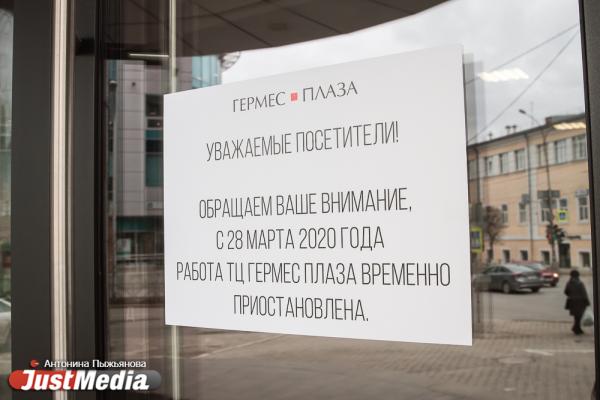 ГЕРМЕС ПЛАЗА
УВАЖАЕМЫЕ ПОСЕТИТЕЛИ!
ОБРАЩАЕМ ВАШЕ ВНИМАНИЕ,
С 28 МАРТА 2020 ГОДА
РАБОТА ТЦ ГЕРМЕС ПЛАЗА ВРЕМЕННО
ПРИОСТАНОВЛЕНА.
Антонина Пыжьянова
JustMedia